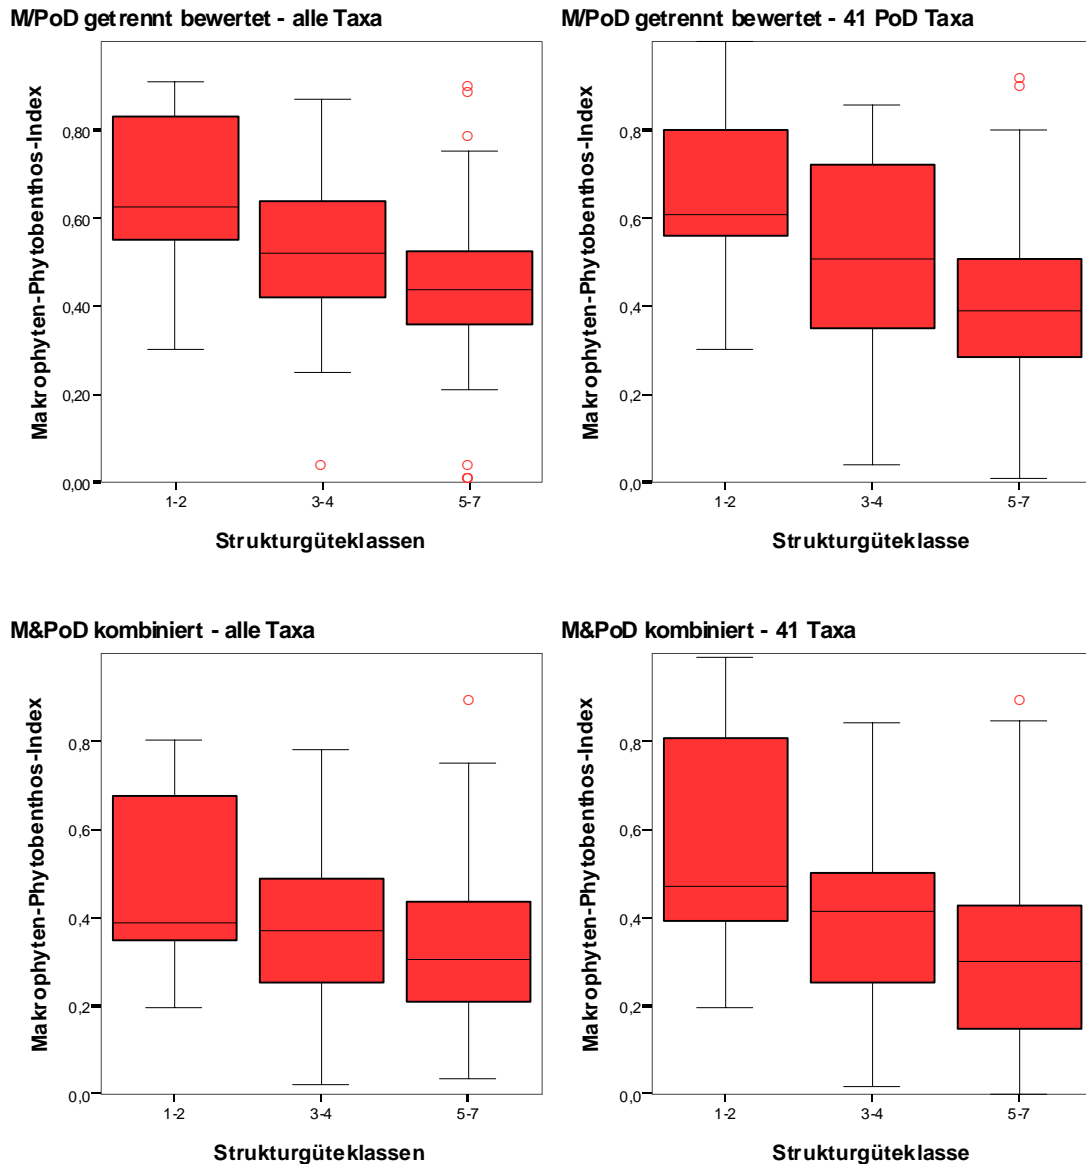 M/PoD getrennt bewertet - alle Taxa
Makrophyten-Phytobenthos-Index
0,80
0,60
0,40
0,20
0,00
1-2
3-4
5-7
Strukturgüteklassen
M/PoD getrennt bewertet - 41 PoD Taxa
Makrophyten-Phytobenthos-Index
0,8
0,6
0,4
0,2
0,0
1-2
3-4
5-7
Strukturgüteklasse
M&PoD kombiniert - alle Taxa
Makrophyten-Phytobenthos-Index
0,8
0,6
0,4
0,2
0,0
1-2
3-4
5-7
Strukturgüteklassen
M&PoD kombiniert - 41 Taxa
Makrophyten-Phytobenthos-Index
0,8
0,6
0,4
0,2
0,0
1-2
3-4
5-7
Strukturgüteklasse